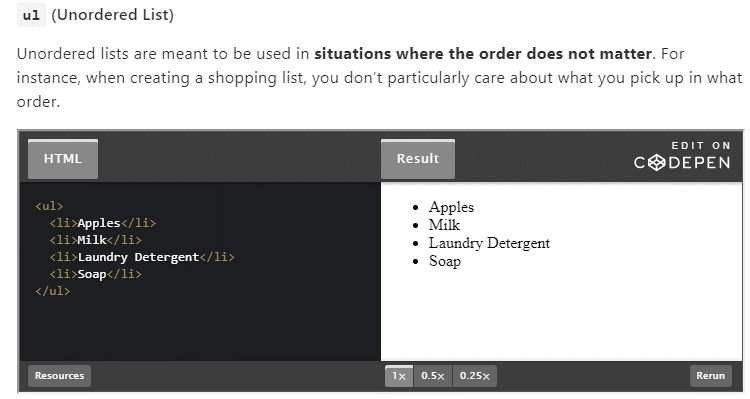 ul (Unordered List)
Unordered lists are meant to be used in situations where the order does not matter. For
instance, when creating a shopping list, you don't particularly care about what you pick up in what
order.
HTML
Result
EDIT ON
CODEPEN
<ul>
  <li>Apples</li>
  <li>Milk</li>
  <li>Laundry Detergent</li>
  <li>Soap</li>
</ul>
• Apples
• Milk
• Laundry Detergent
• Soap
Resources
1x 0.5x 0.25x
Rerun